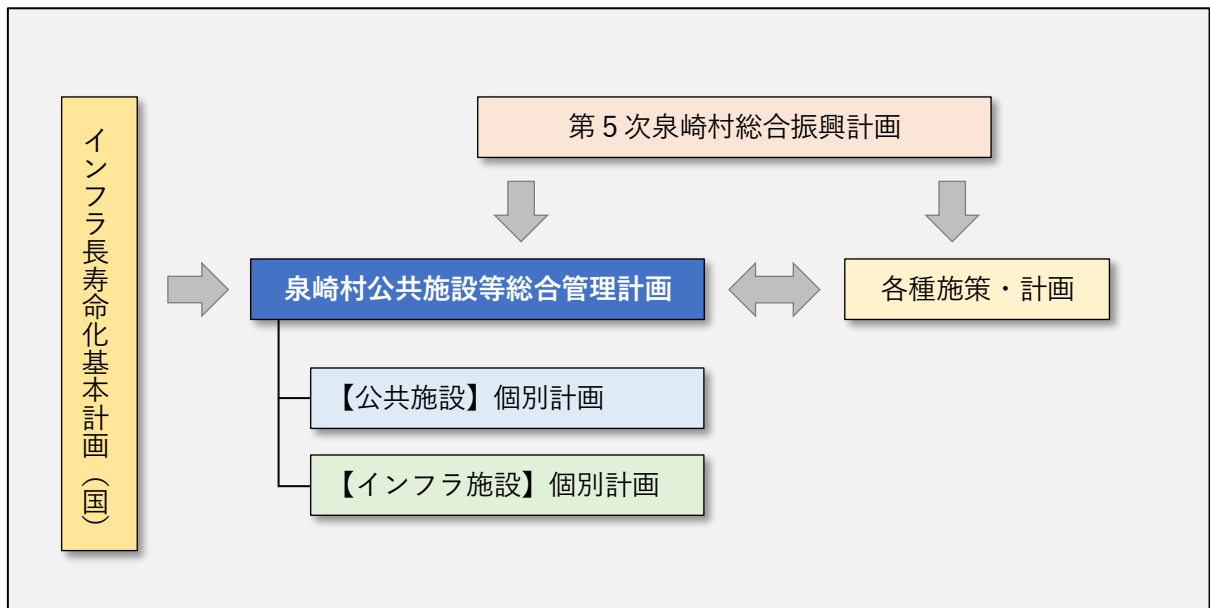 インフラ長寿命化基本計画（国）
第5次泉崎村総合振興計画
泉崎村公共施設等総合管理計画
各種施策・計画
【公共施設】個別計画
【インフラ施設】個別計画